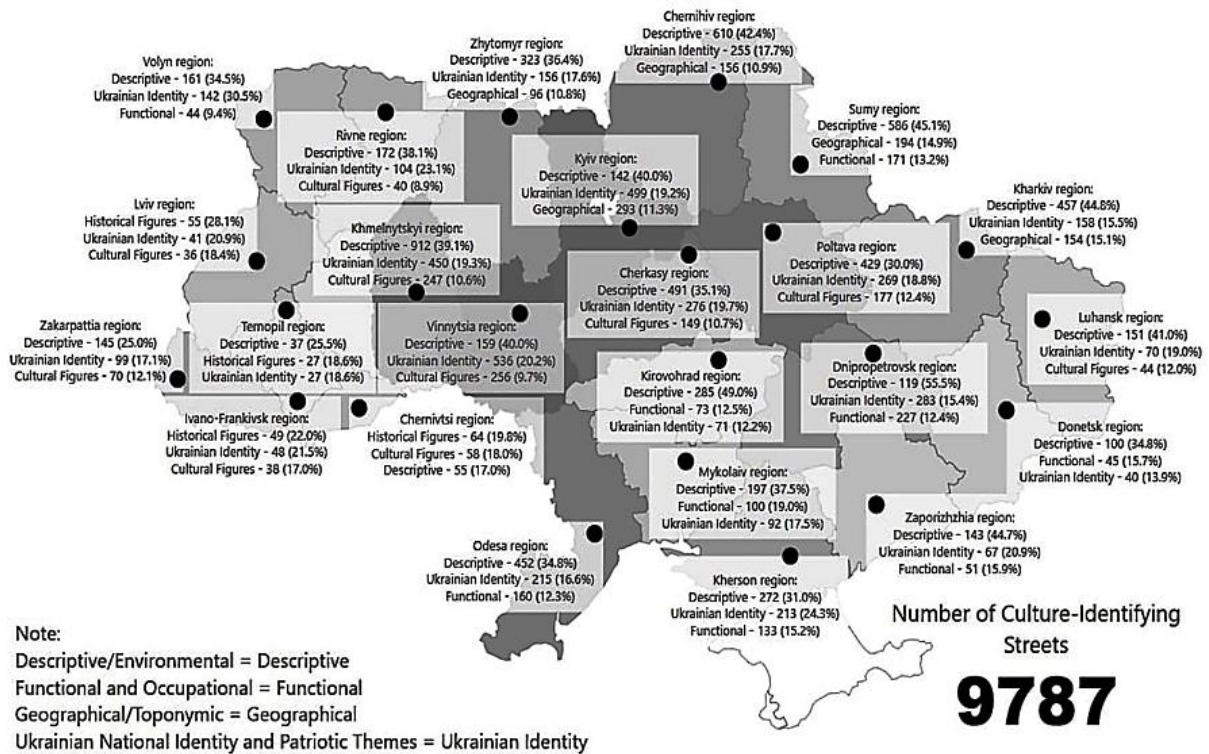 Chernihiv region:
Descriptive - 610 (42.4%)
Ukrainian Identity - 255 (17.7%)
Geographical - 156 (10.9%)
Zhytomyr region:
Descriptive - 323 (36.4%)
Ukrainian Identity - 156 (17.6%)
Geographical - 96 (10.8%)
Volyn region:
Descriptive - 161 (34.5%)
Ukrainian Identity - 142 (30.5%)
Functional - 44 (9.4%)
Sumy region:
Descriptive - 586 (45.1%)
Geographical - 194 (14.9%)
Functional - 171 (13.2%)
Rivne region:
Descriptive - 172 (38.1%)
Ukrainian Identity - 104 (23.1%)
Cultural Figures - 40 (8.9%)
Kyiv region:
Descriptive - 142 (40.0%)
Ukrainian Identity - 499 (19.2%)
Geographical - 293 (11.3%)
Kharkiv region:
Descriptive - 457 (44.8%)
Ukrainian Identity - 158 (15.5%)
Geographical - 154 (15.1%)
Lviv region:
Historical Figures - 55 (28.1%)
Ukrainian Identity - 41 (20.9%)
Cultural Figures - 36 (18.4%)
Khmelnytskyi region:
Descriptive - 912 (39.1%)
Ukrainian Identity - 450 (19.3%)
Cultural Figures - 247 (10.6%)
Cherkasy region:
Descriptive - 491 (35.1%)
Ukrainian Identity - 276 (19.7%)
Cultural Figures - 149 (10.7%)
Poltava region:
Descriptive - 429 (30.0%)
Ukrainian Identity - 269 (18.8%)
Cultural Figures - 177 (12.4%)
Luhansk region:
Descriptive - 151 (41.0%)
Ukrainian Identity - 70 (19.0%)
Cultural Figures - 44 (12.0%)
Zakarpattia region:
Descriptive - 145 (25.0%)
Ukrainian Identity - 99 (17.1%)
Cultural Figures - 70 (12.1%)
Ternopil region:
Descriptive - 37 (25.5%)
Historical Figures - 27 (18.6%)
Ukrainian Identity - 27 (18.6%)
Vinnytsia region:
Descriptive - 159 (40.0%)
Ukrainian Identity - 536 (20.2%)
Cultural Figures - 256 (9.7%)
Kirovohrad region:
Descriptive - 285 (49.0%)
Functional - 73 (12.5%)
Ukrainian Identity - 71 (12.2%)
Dnipropetrovsk region:
Descriptive - 119 (55.5%)
Ukrainian Identity - 283 (15.4%)
Functional - 227 (12.4%)
Ivano-Frankivsk region:
Historical Figures - 49 (22.0%)
Ukrainian Identity - 48 (21.5%)
Cultural Figures - 38 (17.0%)
Chernivtsi region:
Historical Figures - 64 (19.8%)
Cultural Figures - 58 (18.0%)
Descriptive - 55 (17.0%)
Donetsk region:
Descriptive - 100 (34.8%)
Functional - 45 (15.7%)
Ukrainian Identity - 40 (13.9%)
Mykolaiv region:
Descriptive - 197 (37.5%)
Functional - 100 (19.0%)
Ukrainian Identity - 92 (17.5%)
Zaporizhzhia region:
Descriptive - 143 (44.7%)
Ukrainian Identity - 67 (20.9%)
Functional - 51 (15.9%)
Odesa region:
Descriptive - 452 (34.8%)
Ukrainian Identity - 215 (16.6%)
Functional - 160 (12.3%)
Kherson region:
Descriptive - 272 (31.0%)
Ukrainian Identity - 213 (24.3%)
Functional - 133 (15.2%)
Number of Culture-Identifying
Streets
9787
Note:
Descriptive/Environmental = Descriptive
Functional and Occupational = Functional
Geographical/Toponymic = Geographical
Ukrainian National Identity and Patriotic Themes = Ukrainian Identity